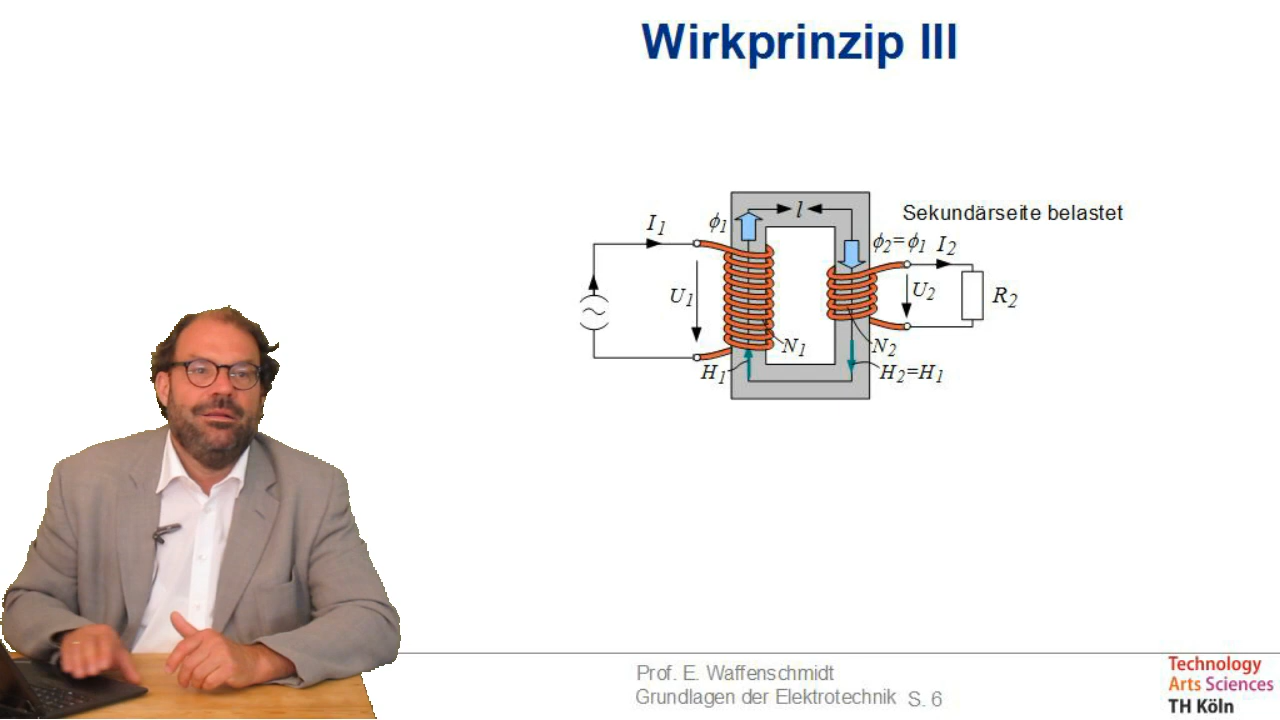 Wirkprinzip III
Sekundärseite belastet
I1
ϕ1
l
ϕ2=ϕ1
I2
U1
U2
R2
N1
N2
H1
H2=H1
Prof. E. Waffenschmidt
Grundlagen der Elektrotechnik S. 6
Technology
Arts Sciences
TH Köln